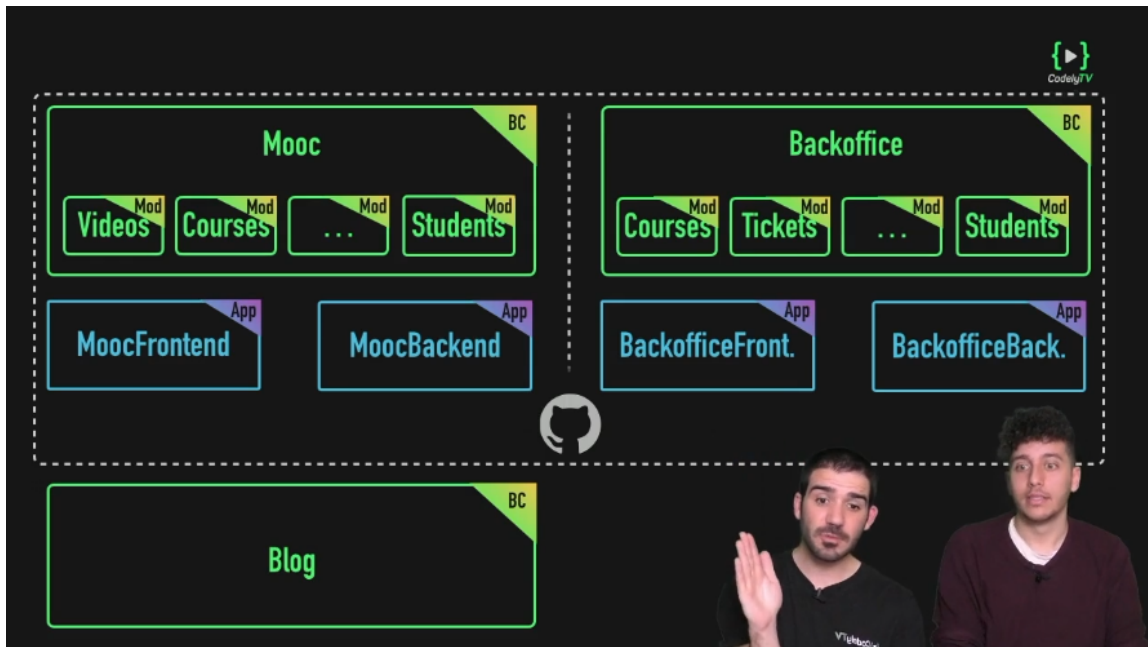 CodelyTV
BC
Mooc
Mod
Videos
Mod
Courses
Mod
...
Mod
Students
BC
Backoffice
Mod
Courses
Mod
Tickets
Mod
...
Mod
Students
App
MoocFrontend
App
MoocBackend
App
BackofficeFront.
App
BackofficeBack.
BC
Blog